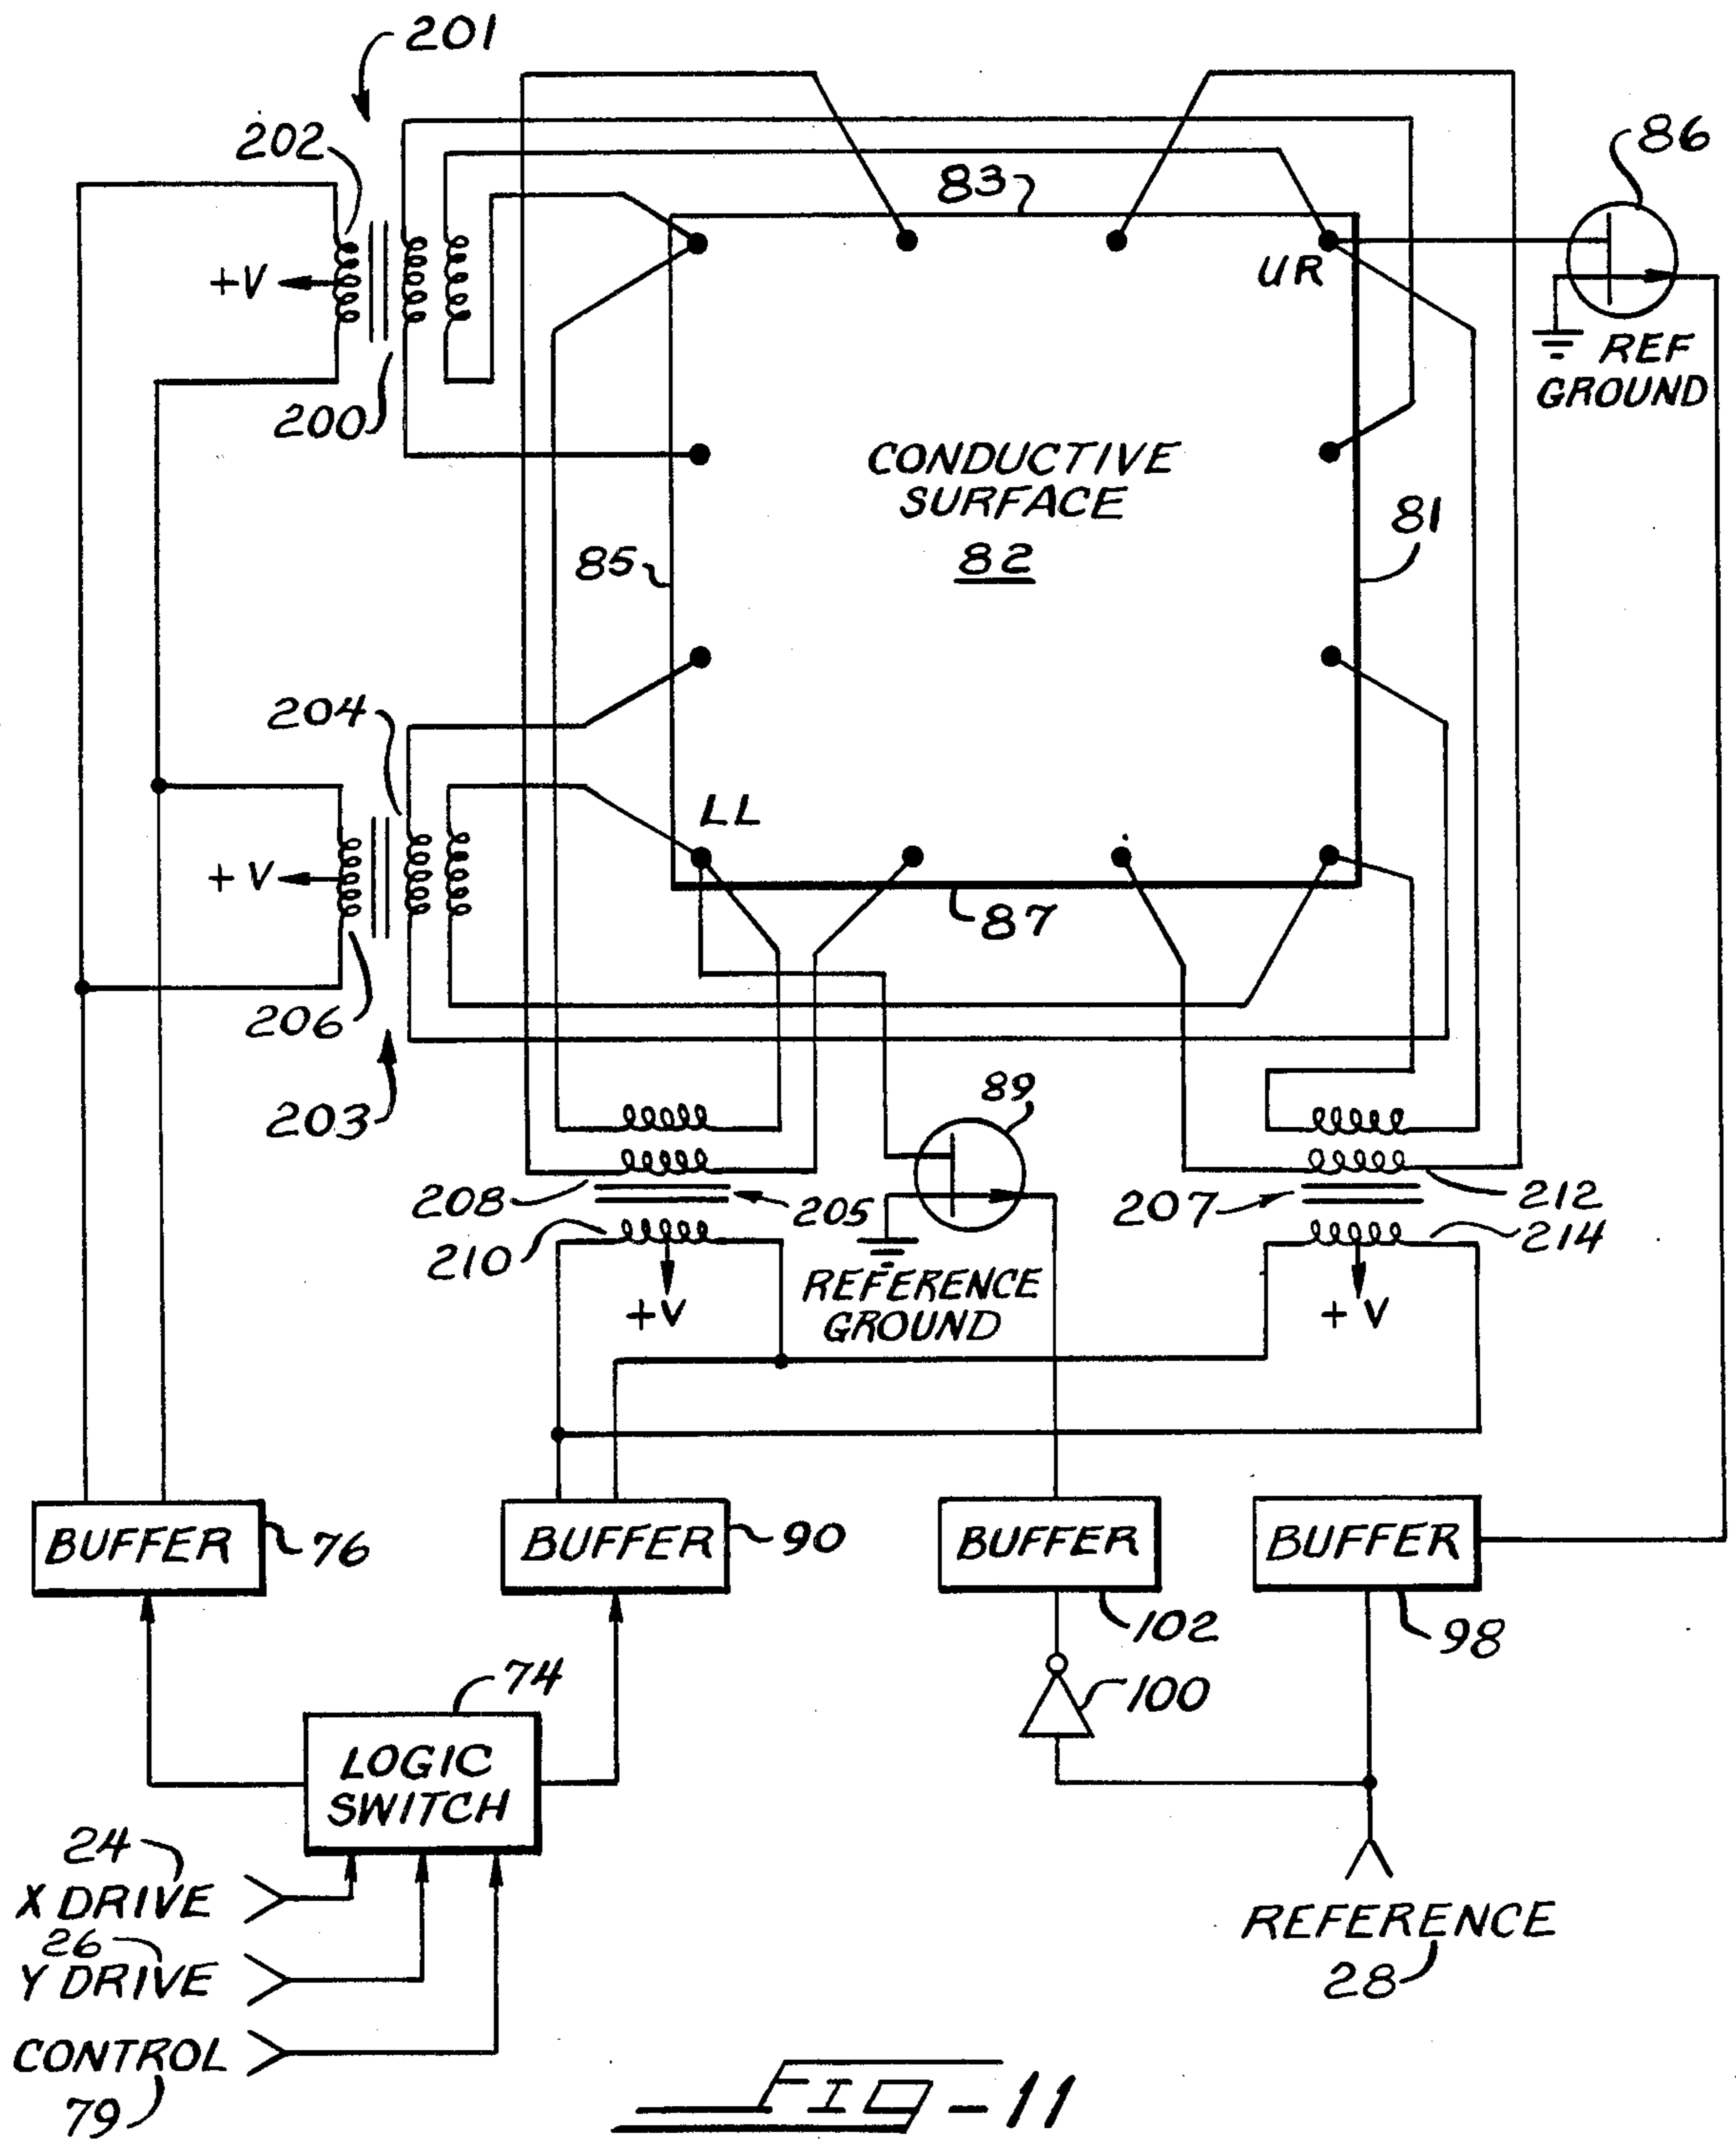 201
202
83
86
+V
UR
REF
GROUND
200
CONDUCTIVE
SURFACE
82
85
81
204
LL
+V
87
206
203
89
208
205
207
212
210
214
+V
REFERENCE
GROUND
+V
BUFFER
76
BUFFER
90
BUFFER
102
BUFFER
98
74
100
LOGIC
SWITCH
24
X DRIVE
26
Y DRIVE
REFERENCE
28
CONTROL
79
FIG-11